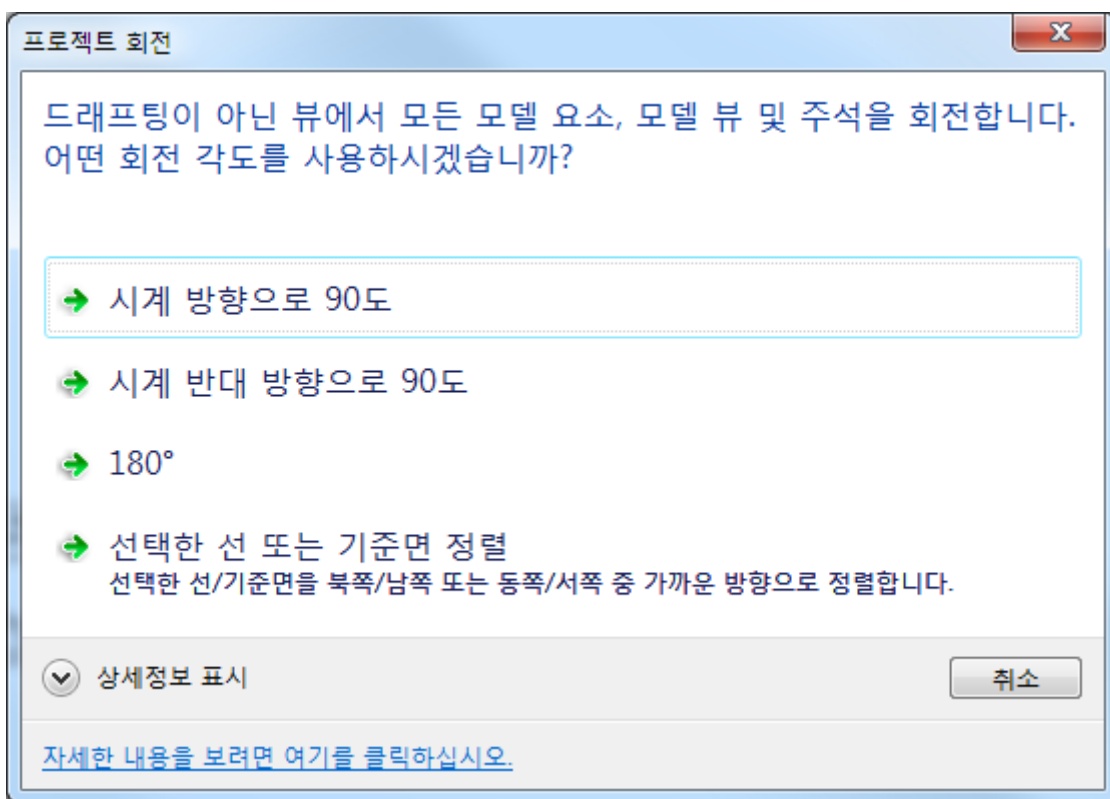 프로젝트 회전
드래프팅이 아닌 뷰에서 모든 모델 요소, 모델 뷰 및 주석을 회전합니다.
어떤 회전 각도를 사용하시겠습니까?
시계 방향으로 90도
시계 반대 방향으로 90도
180°
선택한 선 또는 기준면 정렬
선택한 선/기준면을 북쪽/남쪽 또는 동쪽/서쪽 중 가까운 방향으로 정렬합니다.
상세정보 표시
취소
자세한 내용을 보려면 여기를 클릭하십시오.